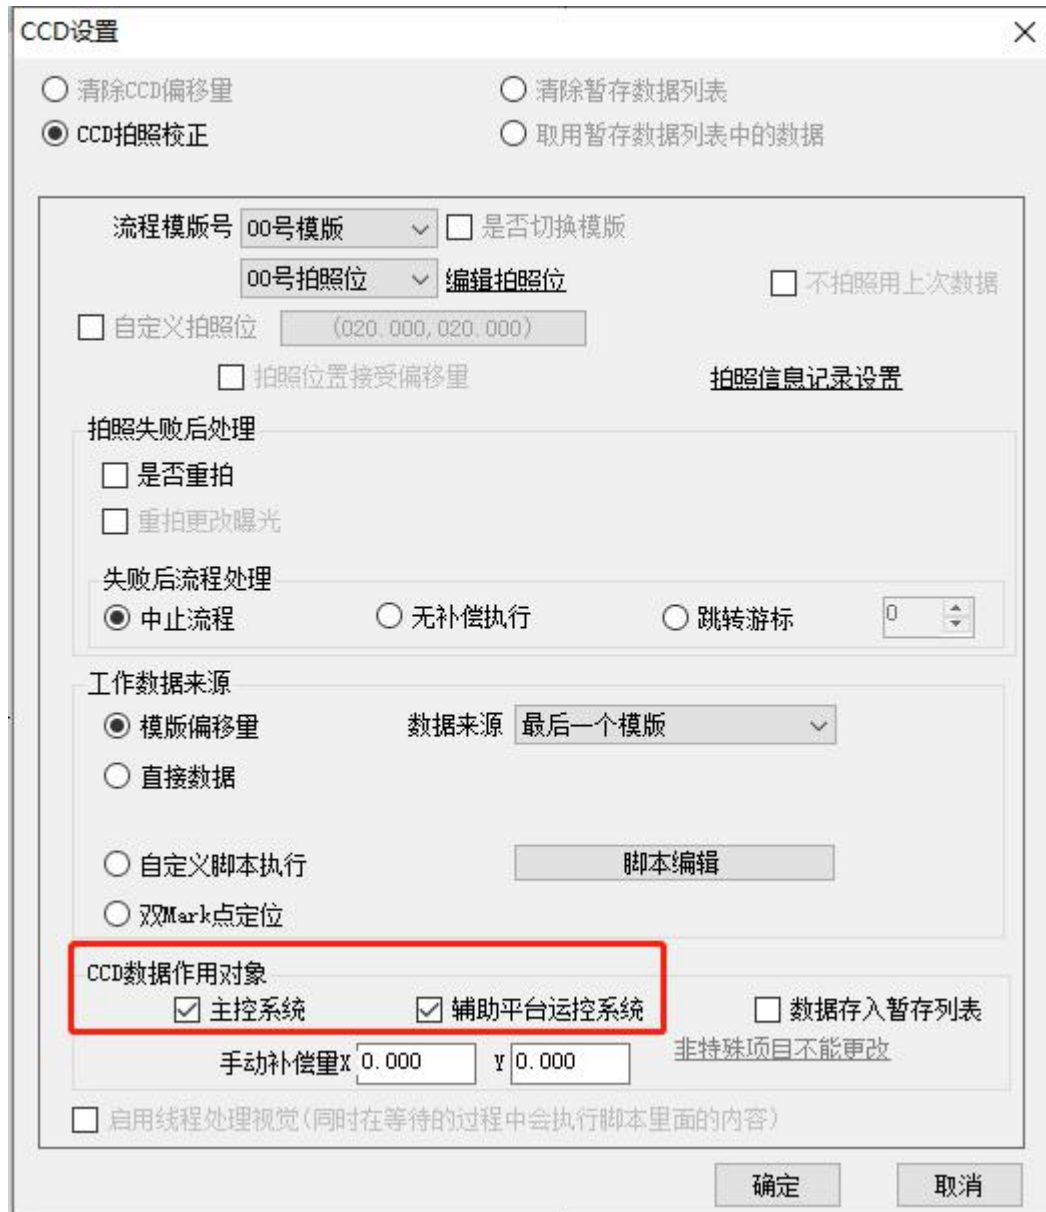 CCD设置
清除CCD偏移量 清除暂存数据列表
CCD拍照校正 取用暂存数据列表中的数据
流程模版号 00号模版 是否切换模版
00号拍照位 编辑拍照位 不拍照用上次数据
自定义拍照位 (020.000,020.000)
拍照位置接受偏移量 拍照信息记录设置
拍照失败后处理
是否重拍
重拍更改曝光
失败后流程处理
中止流程 无补偿执行 跳转游标 0
工作数据来源
模版偏移量 数据来源 最后一个模版
直接数据
自定义脚本执行 脚本编辑
双Mark点定位
CCD数据作用对象
主控系统 辅助平台运控系统 数据存入暂存列表
手动补偿量X 0.000 Y 0.000 非特殊项目不能更改
启用线程处理视觉(同时在等待的过程中会执行脚本里面的内容)
确定 取消